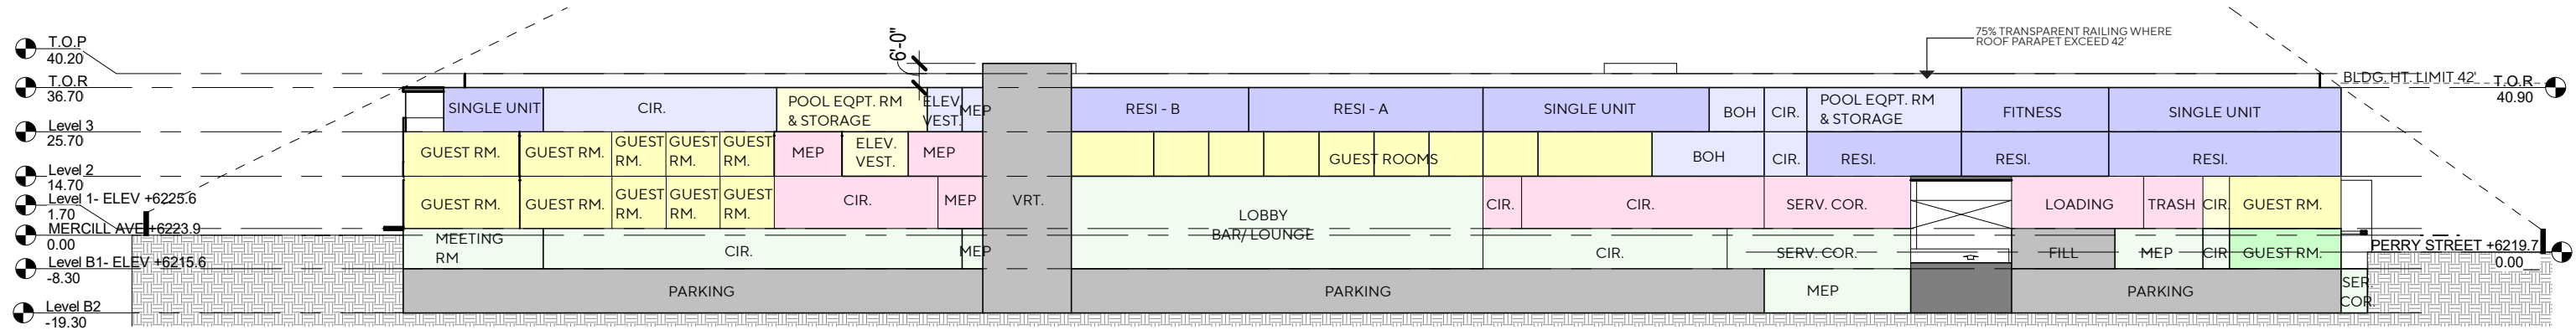 T.O.P
40.20
T.O.R
36.70
Level 3
25.70
Level 2
14.70
Level 1- ELEV +6225.6
1.70
MERCILL AVE +6223.9
0.00
Level B1- ELEV +6215.6
-8.30
Level B2
-19.30
6'-0"
75% TRANSPARENT RAILING WHERE
ROOF PARAPET EXCEED 42'
BLDG. HT. LIMIT 42'
T.O.R
40.90
PERRY STREET +6219.7
0.00
SINGLE UNIT
CIR.
POOL EQPT. RM
& STORAGE
ELEV.
VEST.
MEP
RESI - B
RESI - A
SINGLE UNIT
BOH
CIR.
POOL EQPT. RM
& STORAGE
FITNESS
SINGLE UNIT
GUEST RM.
GUEST RM.
GUEST
RM.
GUEST
RM.
GUEST
RM.
MEP
ELEV.
VEST.
MEP
GUEST ROOMS
BOH
CIR.
RESI.
RESI.
RESI.
GUEST RM.
GUEST RM.
GUEST
RM.
GUEST
RM.
GUEST
RM.
CIR.
MEP
VRT.
LOBBY
BAR/ LOUNGE
CIR.
CIR.
SERV. COR.
LOADING
TRASH
CIR.
GUEST RM.
MEETING
RM
CIR.
MEP
CIR.
SERV. COR.
FILL
MEP
CIR.
GUEST RM.
PARKING
PARKING
MEP
PARKING
SER.
COR.